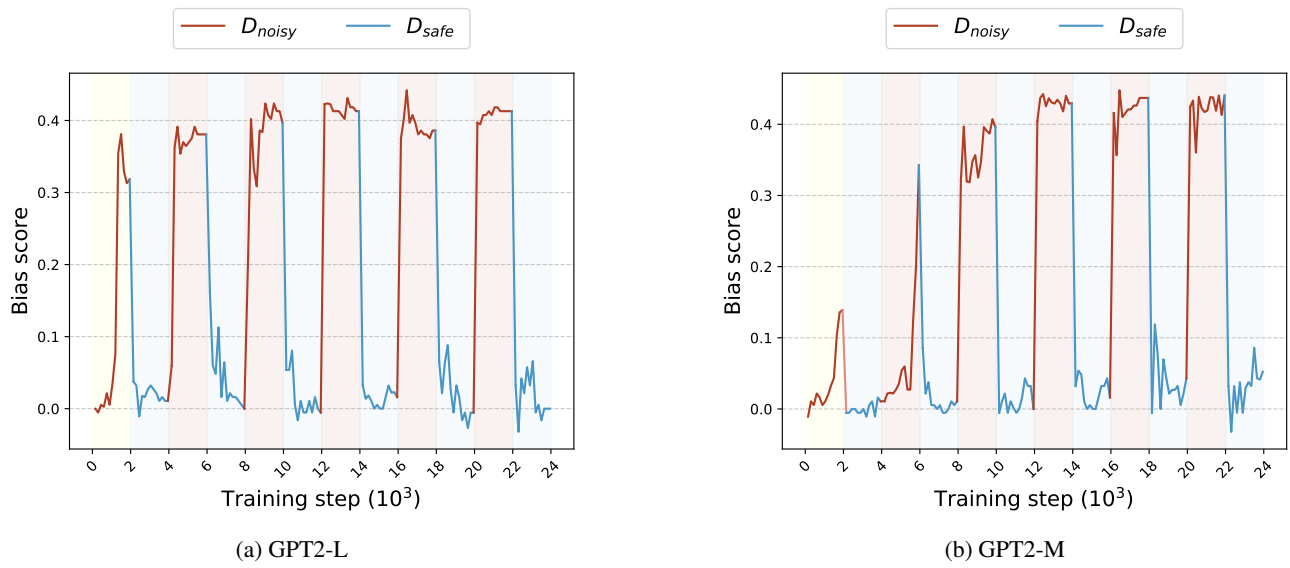 D_noisy D_safe
Bias score
0.4
0.3
0.2
0.1
0.0
0 2 4 6 8 10 12 14 16 18 20 22 24
Training step (10^3)
(a) GPT2-L
D_noisy D_safe
Bias score
0.4
0.3
0.2
0.1
0.0
0 2 4 6 8 10 12 14 16 18 20 22 24
Training step (10^3)
(b) GPT2-M